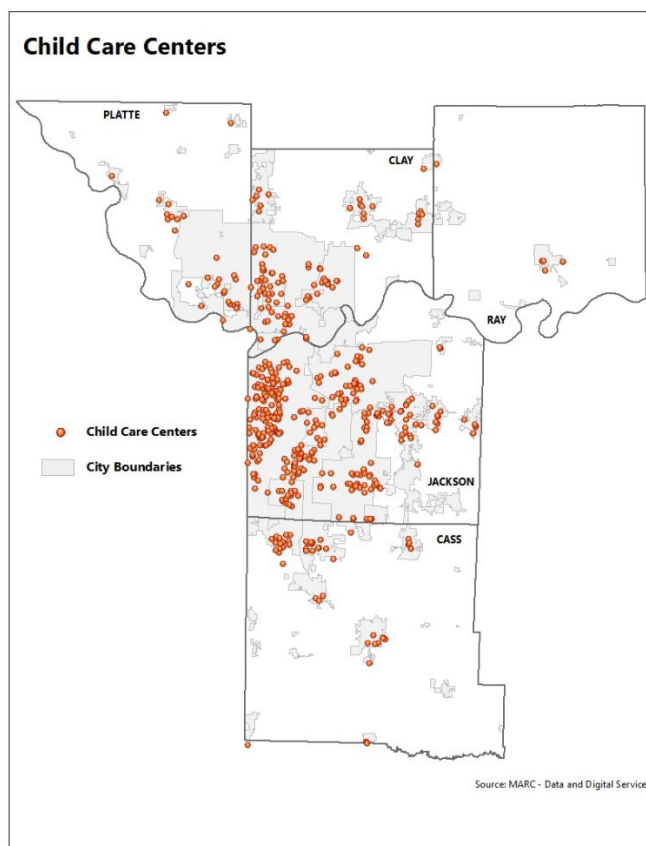 Child Care Centers
PLATTE
CLAY
RAY
Child Care Centers
City Boundaries
JACKSON
CASS
Source: MARC - Data and Digital Service